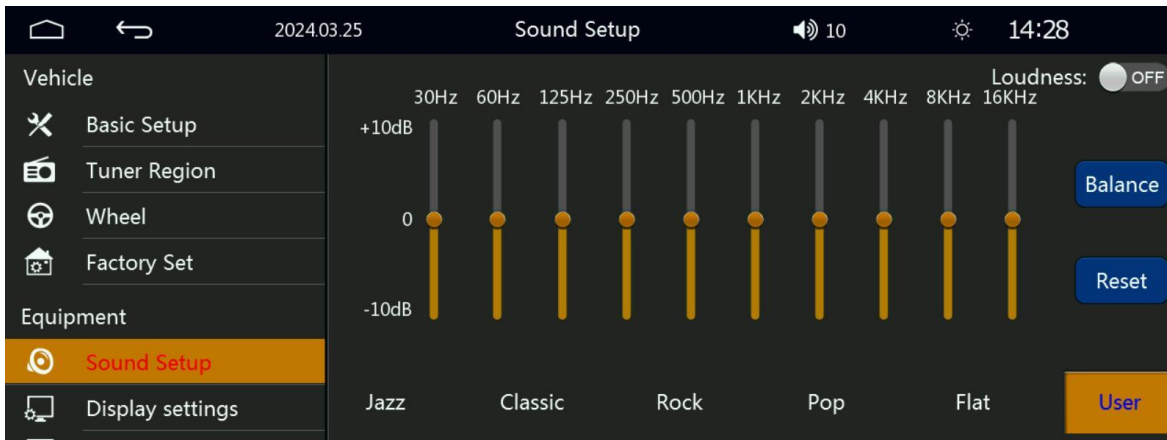 2024.03.25 Sound Setup 10 14:28
Vehicle
Basic Setup
Tuner Region
Wheel
Factory Set
Equipment
Sound Setup
Display settings
Loudness: OFF
30Hz 60Hz 125Hz 250Hz 500Hz 1KHz 2KHz 4KHz 8KHz 16KHz
+10dB
0
-10dB
Balance
Reset
Jazz Classic Rock Pop Flat User